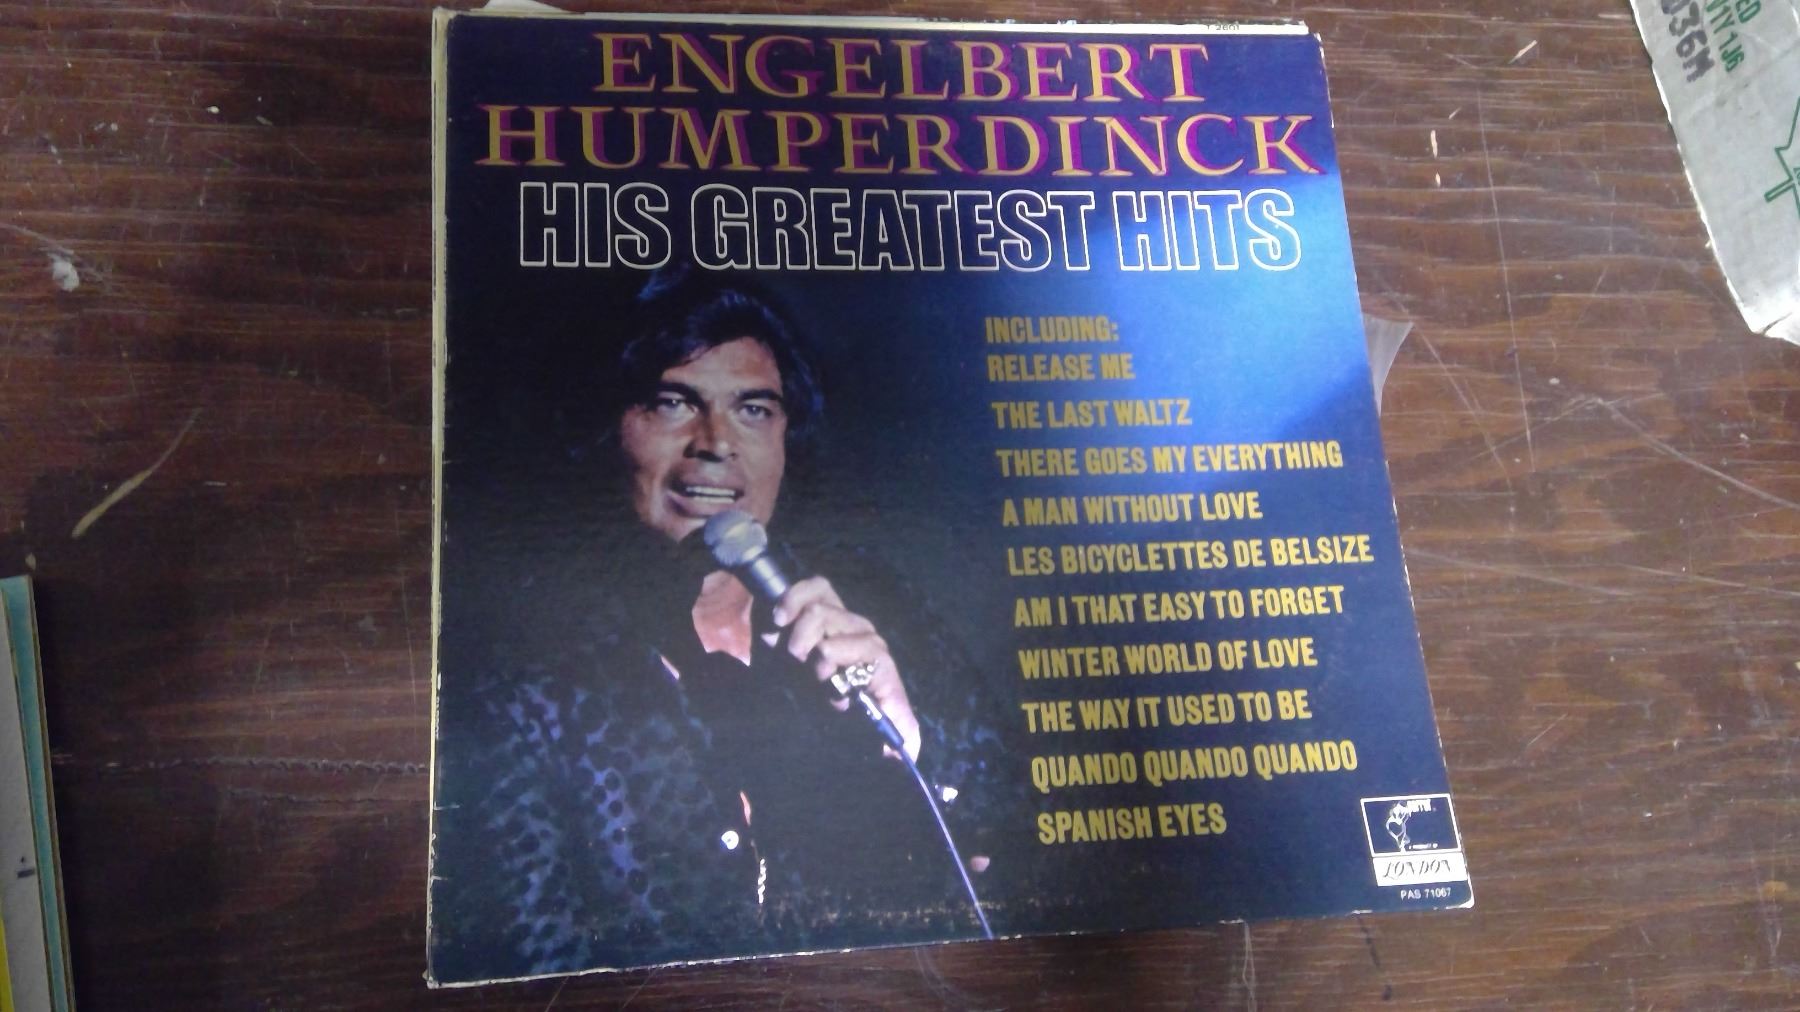 ENGELBERT
HUMPERDINCK
HIS GREATEST HITS
INCLUDING:
RELEASE ME
THE LAST WALTZ
THERE GOES MY EVERYTHING
A MAN WITHOUT LOVE
LES BICYCLETTES DE BELSIZE
AM I THAT EASY TO FORGET
WINTER WORLD OF LOVE
THE WAY IT USED TO BE
QUANDO QUANDO QUANDO
SPANISH EYES
LONDON
PAS 71067